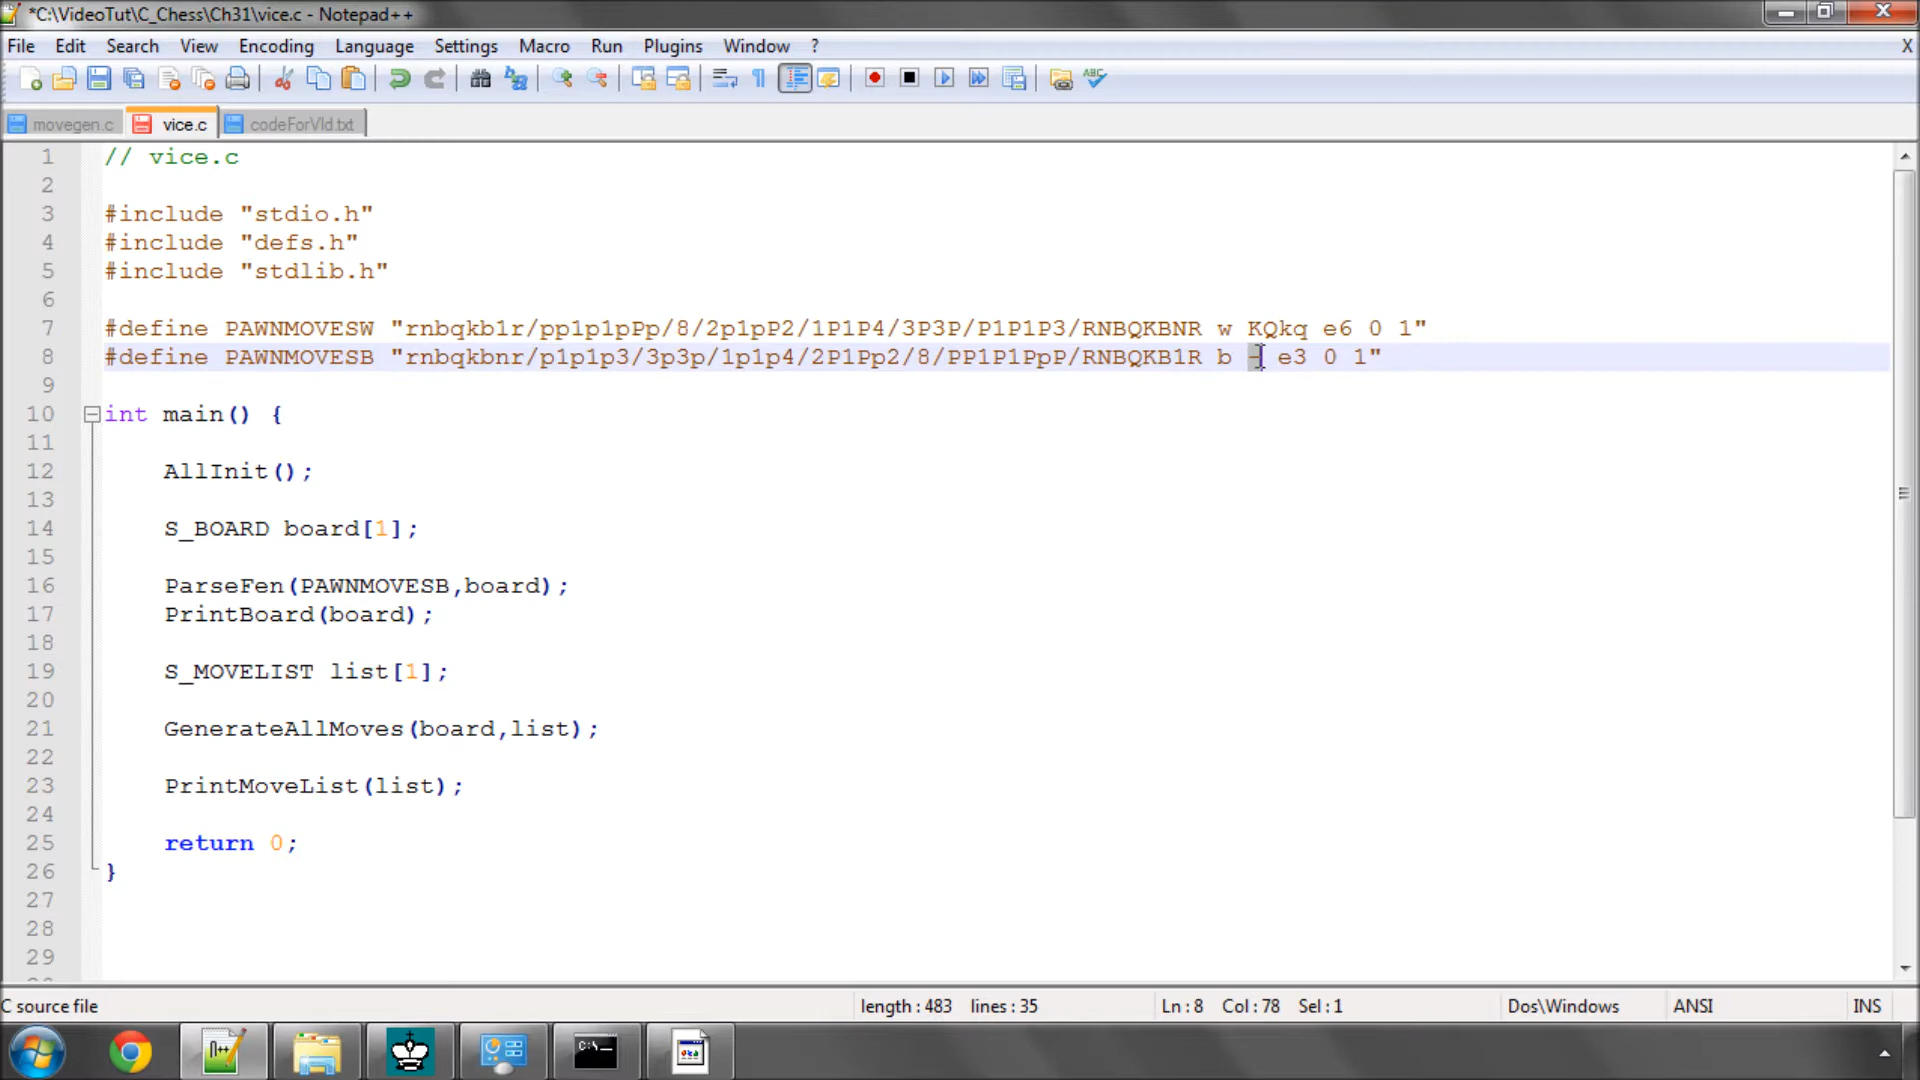 *C:\VideoTut\C_Chess\Ch31\vice.c - Notepad++
File Edit Search View Encoding Language Settings Macro Run Plugins Window ? X
movegen.c vice.c codeForVId.txt
1 // vice.c
2
3 #include "stdio.h"
4 #include "defs.h"
5 #include "stdlib.h"
6
7 #define PAWNMOVESW "rnbqkb1r/pp1p1pPp/8/2p1pP2/1P1P4/3P3P/P1P1P3/RNBQKBNR w KQkq e6 0 1"
8 #define PAWNMOVESB "rnbqkbnr/p1p1p3/3p3p/1p1p4/2P1Pp2/8/PP1P1PpP/RNBQKB1R b - e3 0 1"
9
10 int main() {
11
12 AllInit();
13
14 S_BOARD board[1];
15
16 ParseFen(PAWNMOVESB,board);
17 PrintBoard(board);
18
19 S_MOVELIST list[1];
20
21 GenerateAllMoves(board,list);
22
23 PrintMoveList(list);
24
25 return 0;
26 }
27
28
29
C source file length : 483 lines : 35 Ln : 8 Col : 78 Sel : 1 Dos\Windows ANSI INS